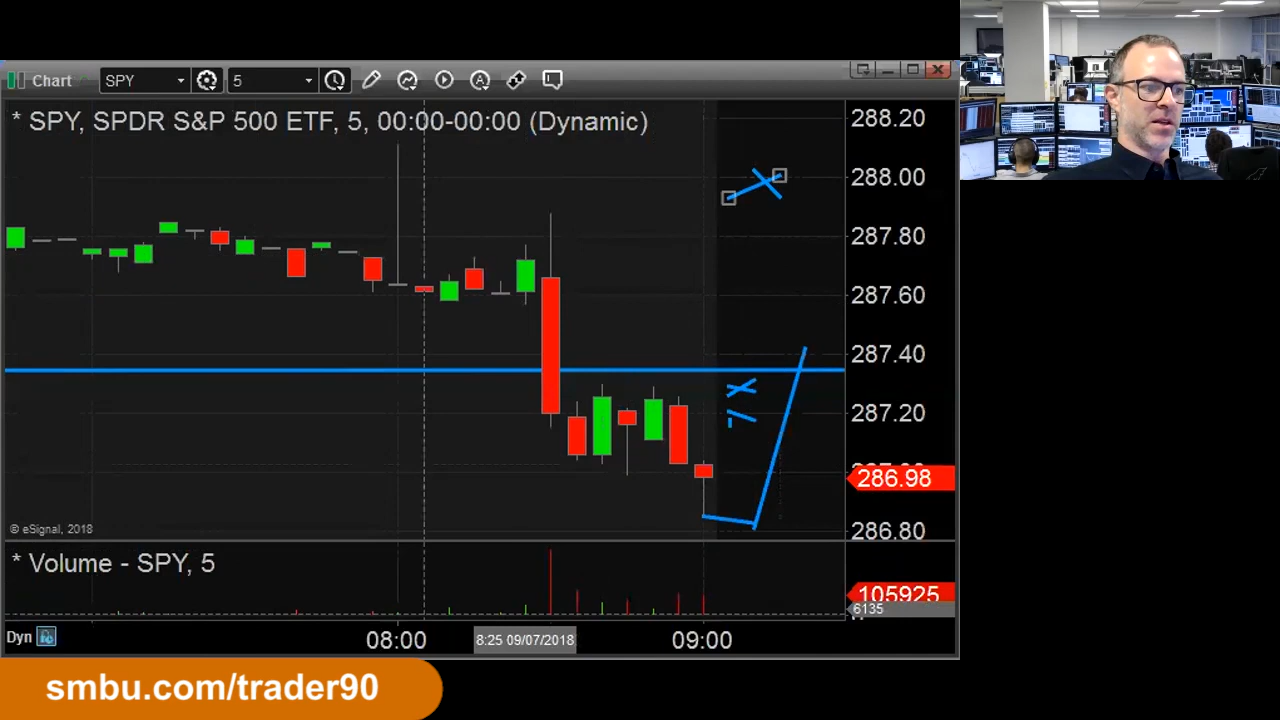 Chart
SPY
5
* SPY, SPDR S&P 500 ETF, 5, 00:00-00:00 (Dynamic)
288.20
288.00
287.80
287.60
287.40
287.20
286.98
286.80
© eSignal, 2018
* Volume - SPY, 5
105925
6135
Dyn
08:00
8:25 09/07/2018
09:00
smbu.com/trader90